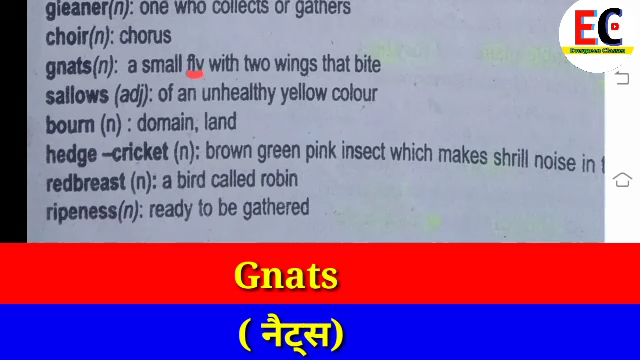 gleaner(n): one who collects or gathers
choir(n): chorus
gnats(n): a small fly with two wings that bite
sallows (adj): of an unhealthy yellow colour
bourn (n) : domain, land
hedge –cricket (n): brown green pink insect which makes shrill noise in
redbreast (n): a bird called robin
ripeness(n): ready to be gathered
EC
Evergreen Classes
Gnats
( नैट्स)